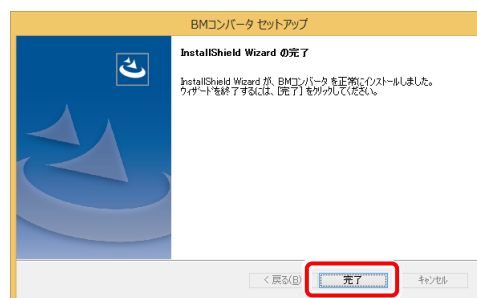 BMコンバータ セットアップ
InstallShield Wizard の完了
InstallShield Wizard が、BMコンバータ を正常にインストールしました。
ウィザードを終了するには、[完了] をクリックしてください。
< 戻る(B)
完了
キャンセル